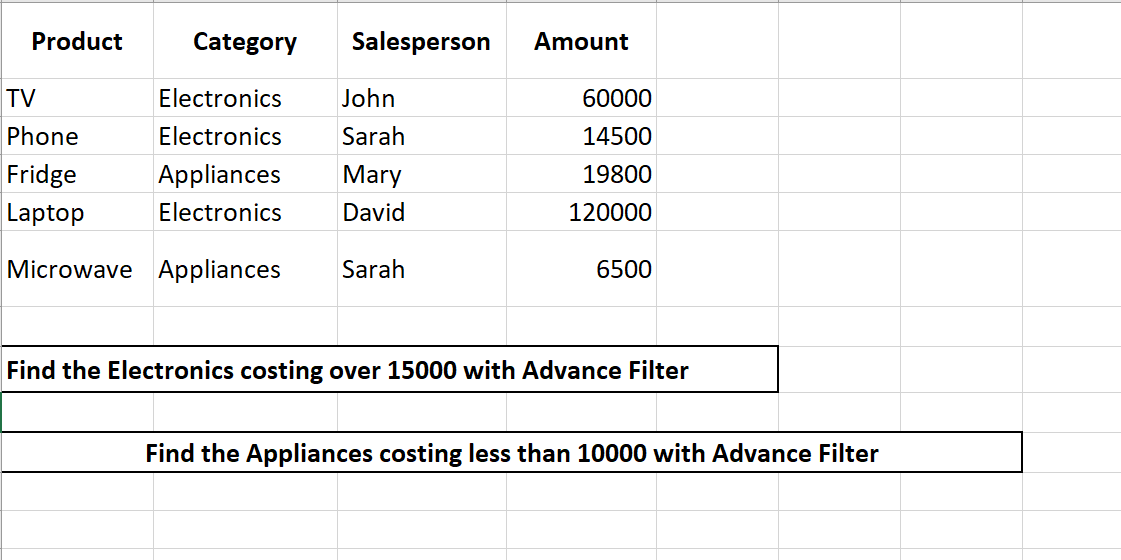 Product Category Salesperson Amount
TV Electronics John 60000
Phone Electronics Sarah 14500
Fridge Appliances Mary 19800
Laptop Electronics David 120000
Microwave Appliances Sarah 6500
Find the Electronics costing over 15000 with Advance Filter
Find the Appliances costing less than 10000 with Advance Filter